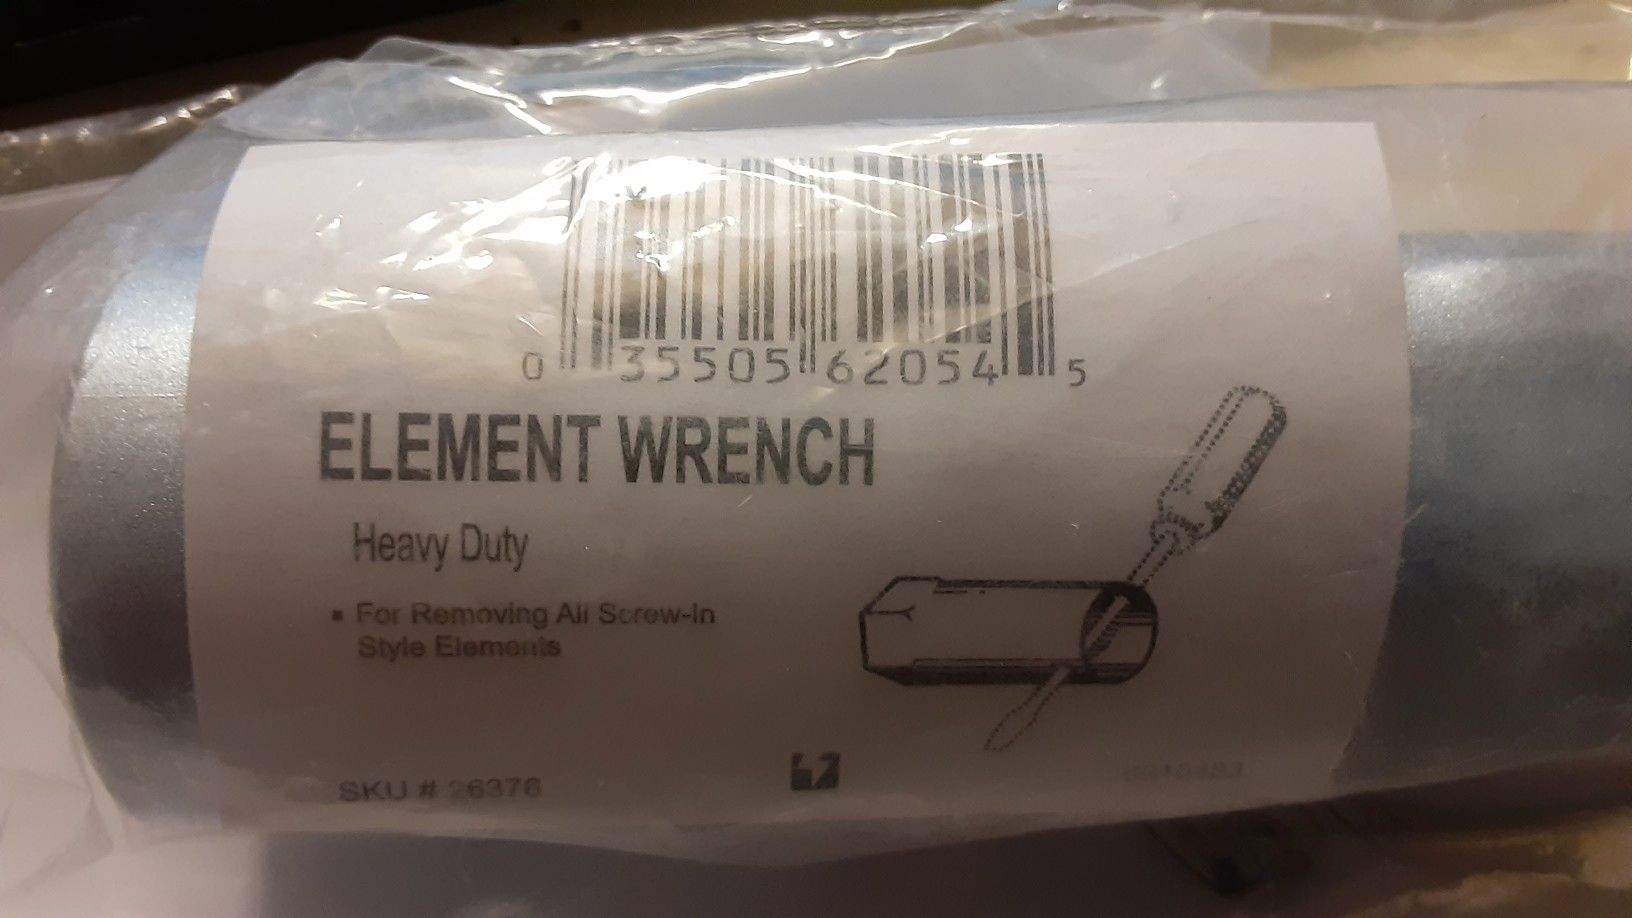 0 35505 62054 5
ELEMENT WRENCH
Heavy Duty
▪ For Removing All Screw-In
Style Elements
SKU # 26376